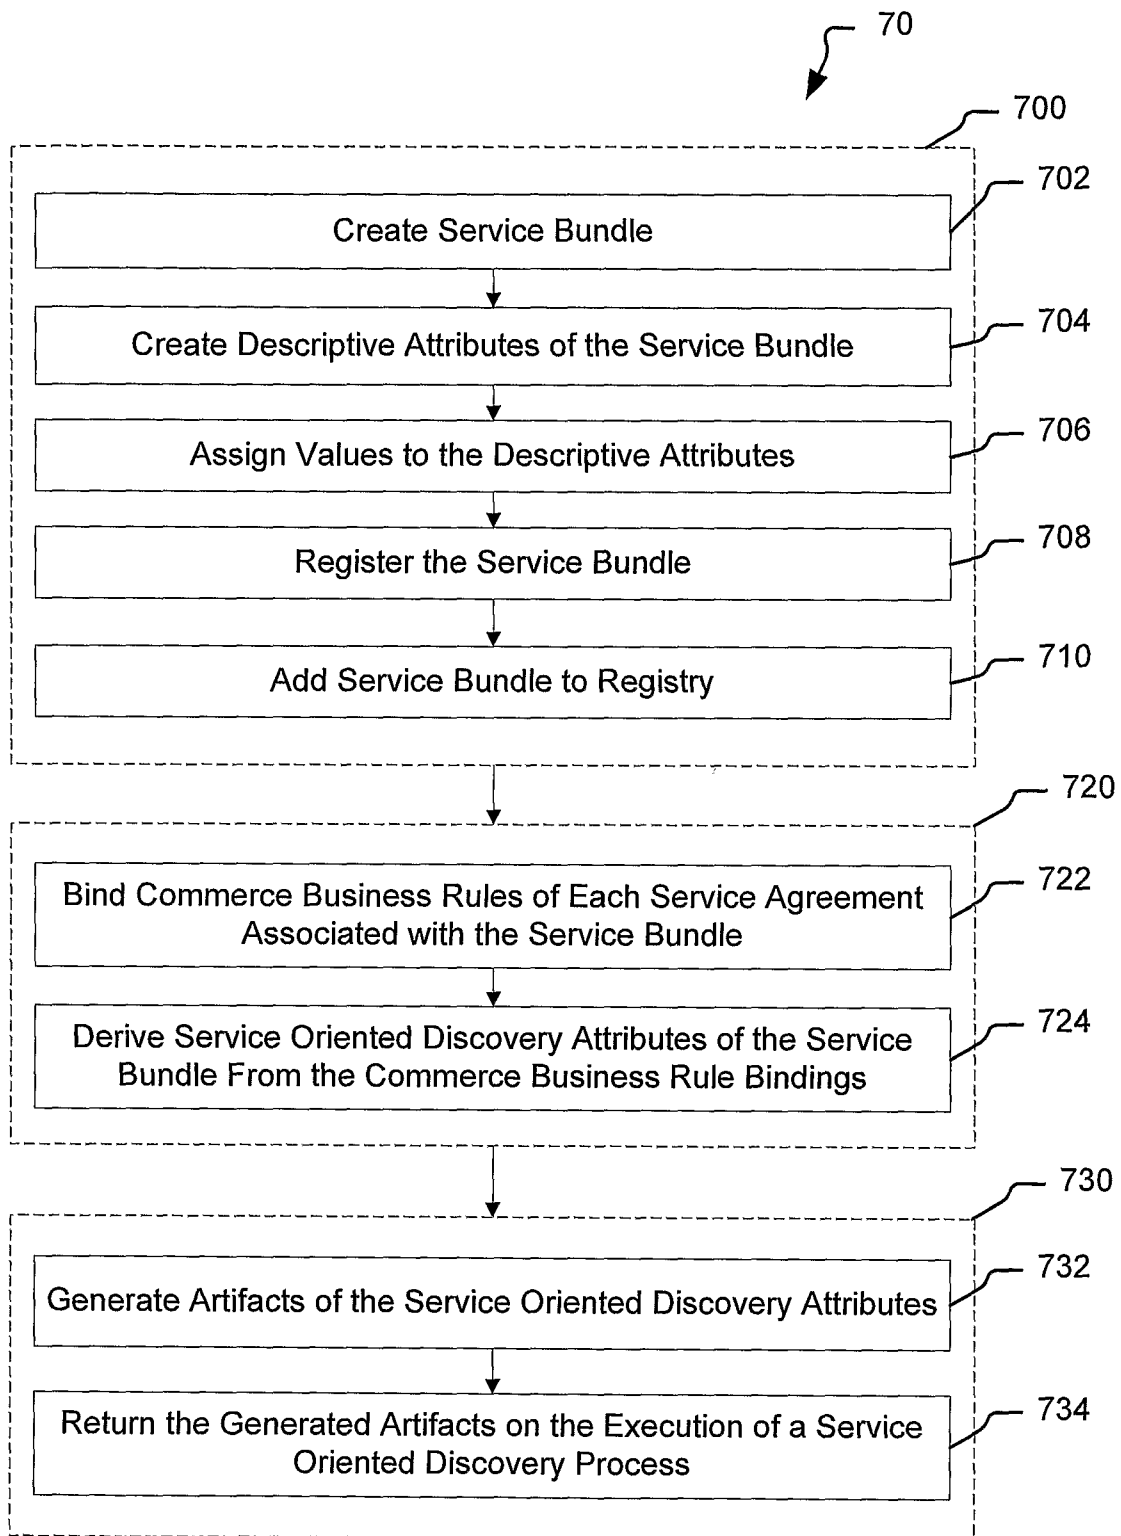 70
700
702
Create Service Bundle
704
Create Descriptive Attributes of the Service Bundle
706
Assign Values to the Descriptive Attributes
708
Register the Service Bundle
710
Add Service Bundle to Registry
720
722
Bind Commerce Business Rules of Each Service Agreement
Associated with the Service Bundle
724
Derive Service Oriented Discovery Attributes of the Service
Bundle From the Commerce Business Rule Bindings
730
732
Generate Artifacts of the Service Oriented Discovery Attributes
734
Return the Generated Artifacts on the Execution of a Service
Oriented Discovery Process